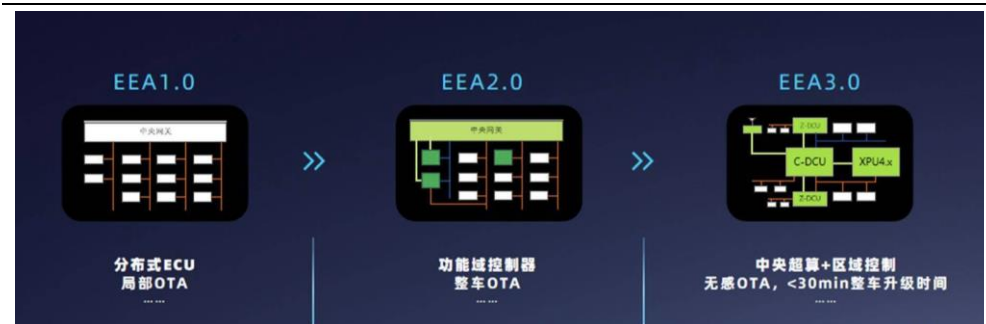 EEA1.0
EEA2.0
EEA3.0
中央网关
中央网关
Z-DCU
C-DCU
XPU4.x
Z-DCU
分布式ECU
局部OTA
... ...
功能域控制器
整车OTA
... ...
中央超算+区域控制
无感OTA，<30min整车升级时间
... ...